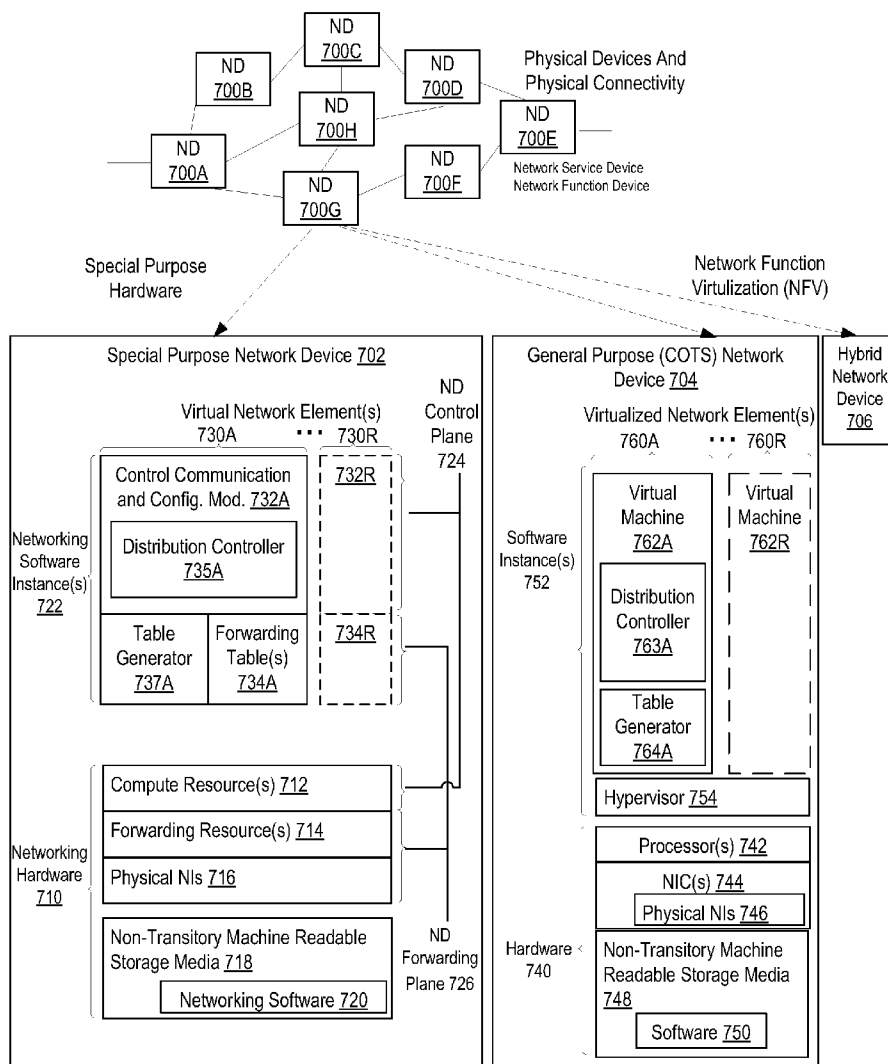 ND
700C
Physical Devices And
Physical Connectivity
ND
700B
ND
700D
ND
700H
ND
700E
ND
700A
ND
700F
Network Service Device
Network Function Device
ND
700G
Special Purpose
Hardware
Network Function
Virtulization (NFV)
Special Purpose Network Device 702
ND
Control
Plane
724
Virtual Network Element(s)
730A ... 730R
Control Communication
and Config. Mod. 732A
732R
Distribution Controller
735A
Networking
Software
Instance(s)
722
Table
Generator
737A
Forwarding
Table(s)
734A
734R
Compute Resource(s) 712
Forwarding Resource(s) 714
Physical NIs 716
Networking
Hardware
710
Non-Transitory Machine Readable
Storage Media 718
Networking Software 720
ND
Forwarding
Plane 726
General Purpose (COTS) Network
Device 704
Virtualized Network Element(s)
760A ... 760R
Virtual
Machine
762A
Virtual
Machine
762R
Software
Instance(s)
752
Distribution
Controller
763A
Table
Generator
764A
Hypervisor 754
Processor(s) 742
NIC(s) 744
Physical NIs 746
Hardware
740
Non-Transitory Machine
Readable Storage Media
748
Software 750
Hybrid
Network
Device
706